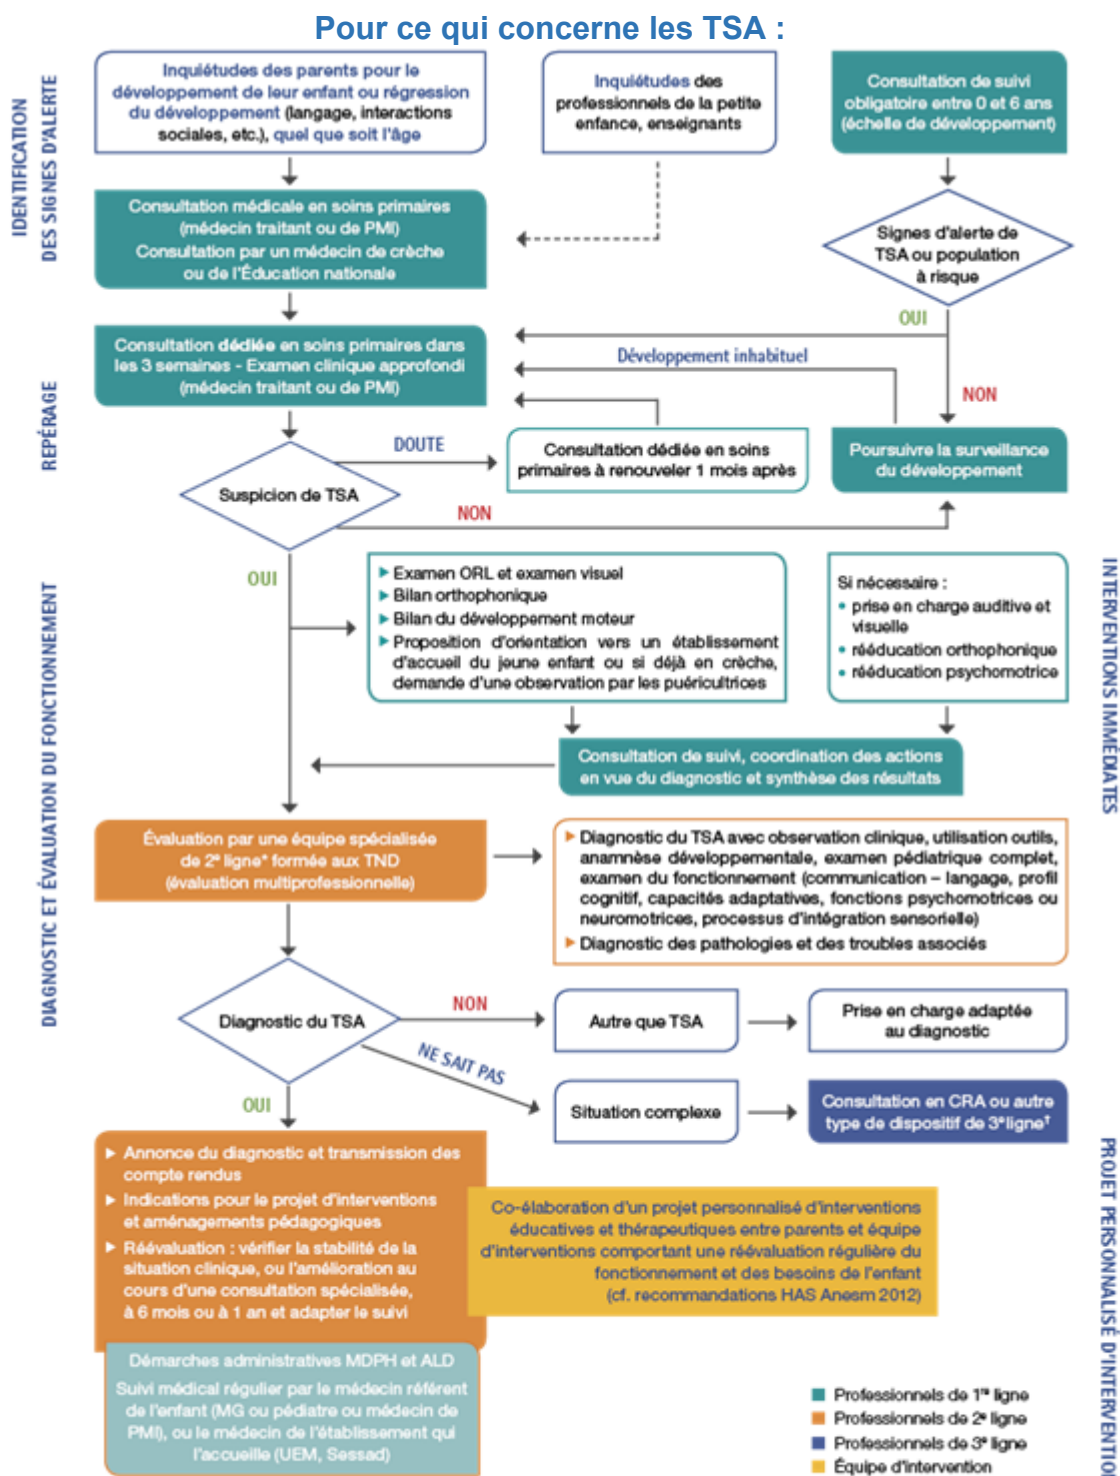 Pour ce qui concerne les TSA :
IDENTIFICATION
DES SIGNES D'ALERTE
Inquiétudes des parents pour le
développement de leur enfant ou régression
du développement (langage, interactions
sociales, etc.), quel que soit l'âge
Inquiétudes des
professionnels de la petite
enfance, enseignants
Consultation de suivi
obligatoire entre 0 et 6 ans
(échelle de développement)
Consultation médicale en soins primaires
(médecin traitant ou de PMI)
Consultation par un médecin de crèche
ou de l'Éducation nationale
Signes d'alerte de
TSA ou population
à risque
OUI
REPÉRAGE
Consultation dédiée en soins primaires dans
les 3 semaines - Examen clinique approfondi
(médecin traitant ou de PMI)
Développement inhabituel
NON
DOUTE
Consultation dédiée en soins
primaires à renouveler 1 mois après
Poursuivre la surveillance
du développement
Suspicion de TSA
NON
OUI
DIAGNOSTIC ET ÉVALUATION DU FONCTIONNEMENT
Examen ORL et examen visuel
Bilan orthophonique
Bilan du développement moteur
Proposition d'orientation vers un établissement
d'accueil du jeune enfant ou si déjà en crèche,
demande d'une observation par les puéricultrices
Si nécessaire :
• prise en charge auditive et
visuelle
• rééducation orthophonique
• rééducation psychomotrice
INTERVENTIONS IMMÉDIATES
Consultation de suivi, coordination des actions
en vue du diagnostic et synthèse des résultats
Évaluation par une équipe spécialisée
de 2e ligne* formée aux TND
(évaluation multiprofessionnelle)
Diagnostic du TSA avec observation clinique, utilisation outils,
anamnèse développementale, examen pédiatrique complet,
examen du fonctionnement (communication – langage, profil
cognitif, capacités adaptatives, fonctions psychomotrices ou
neuromotrices, processus d'intégration sensorielle)
Diagnostic des pathologies et des troubles associés
Diagnostic du TSA
NON
Autre que TSA
Prise en charge adaptée
au diagnostic
NE SAIT PAS
Situation complexe
Consultation en CRA ou autre
type de dispositif de 3e ligne†
OUI
Annonce du diagnostic et transmission des
compte rendus
Indications pour le projet d'interventions
et aménagements pédagogiques
Réévaluation : vérifier la stabilité de la
situation clinique, ou l'amélioration au
cours d'une consultation spécialisée,
à 6 mois ou à 1 an et adapter le suivi
Co-élaboration d'un projet personnalisé d'interventions
éducatives et thérapeutiques entre parents et équipe
d'interventions comportant une réévaluation régulière du
fonctionnement et des besoins de l'enfant
(cf. recommandations HAS Anesm 2012)
PROJET PERSONNALISÉ D'INTERVENTION
Démarches administratives MDPH et ALD
Suivi médical régulier par le médecin référent
de l'enfant (MG ou pédiatre ou médecin de
PMI), ou le médecin de l'établissement qui
l'accueille (UEM, Sessad)
Professionnels de 1re ligne
Professionnels de 2e ligne
Professionnels de 3e ligne
Équipe d'intervention